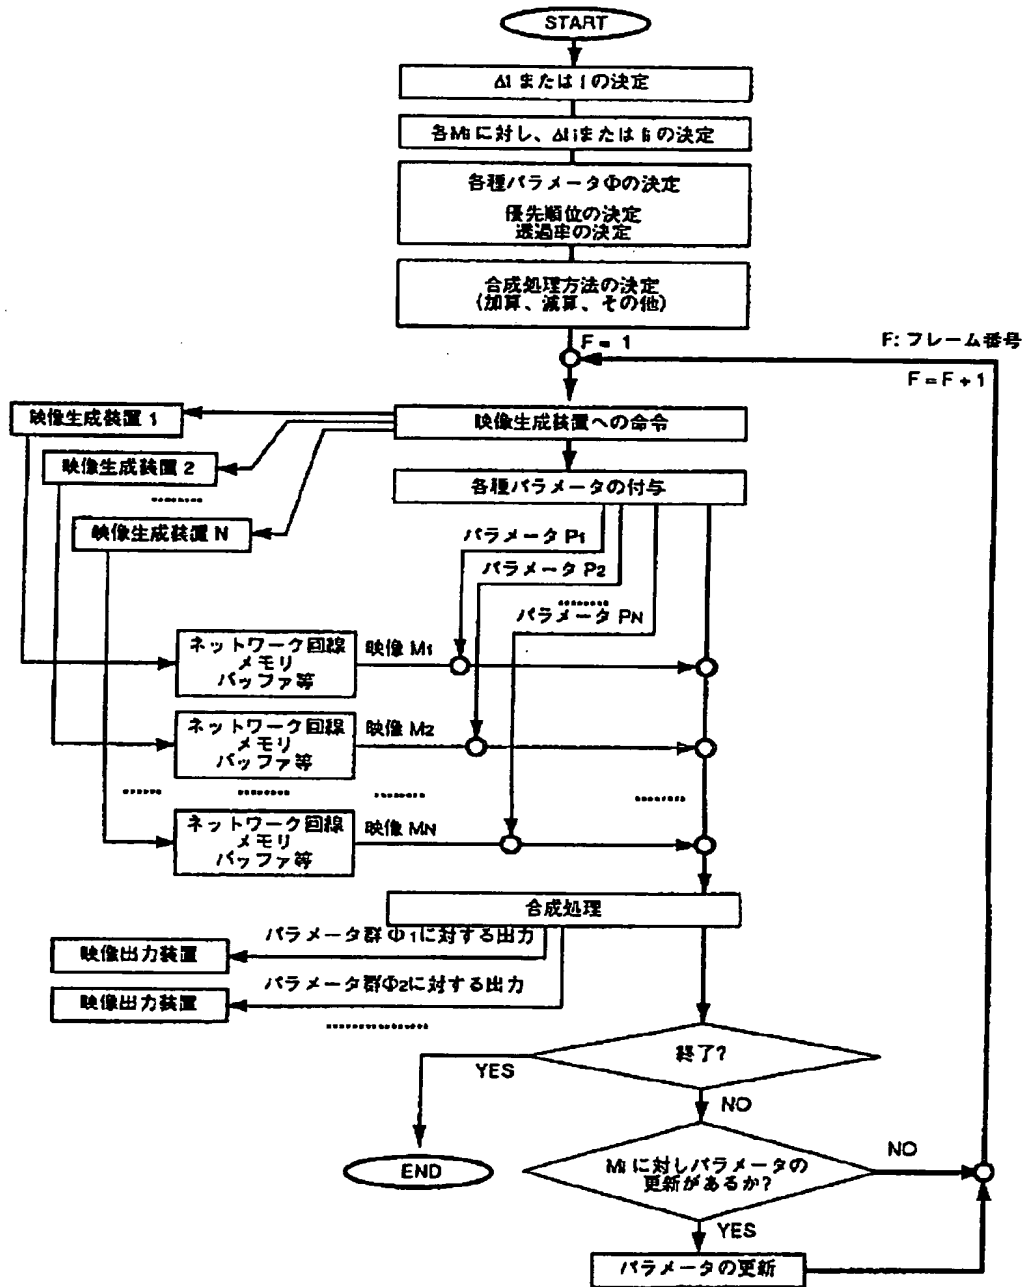 START
Δtまたはfの決定
各Miに対し、Δtiまたはfiの決定
各種パラメータΦの決定
優先順位の決定
透過率の決定
合成処理方法の決定
(加算、減算、その他)
F = 1
F: フレーム番号
F = F + 1
映像生成装置 1
映像生成装置への命令
映像生成装置 2
各種パラメータの付与
映像生成装置 N
パラメータ P1
パラメータ P2
パラメータ PN
ネットワーク回線
メモリ
バッファ等
映像 M1
ネットワーク回線
メモリ
バッファ等
映像 M2
ネットワーク回線
メモリ
バッファ等
映像 MN
合成処理
パラメータ群Φ1に対する出力
映像出力装置
パラメータ群Φ2に対する出力
映像出力装置
終了?
YES
NO
END
Miに対しパラメータの
更新があるか?
NO
YES
パラメータの更新